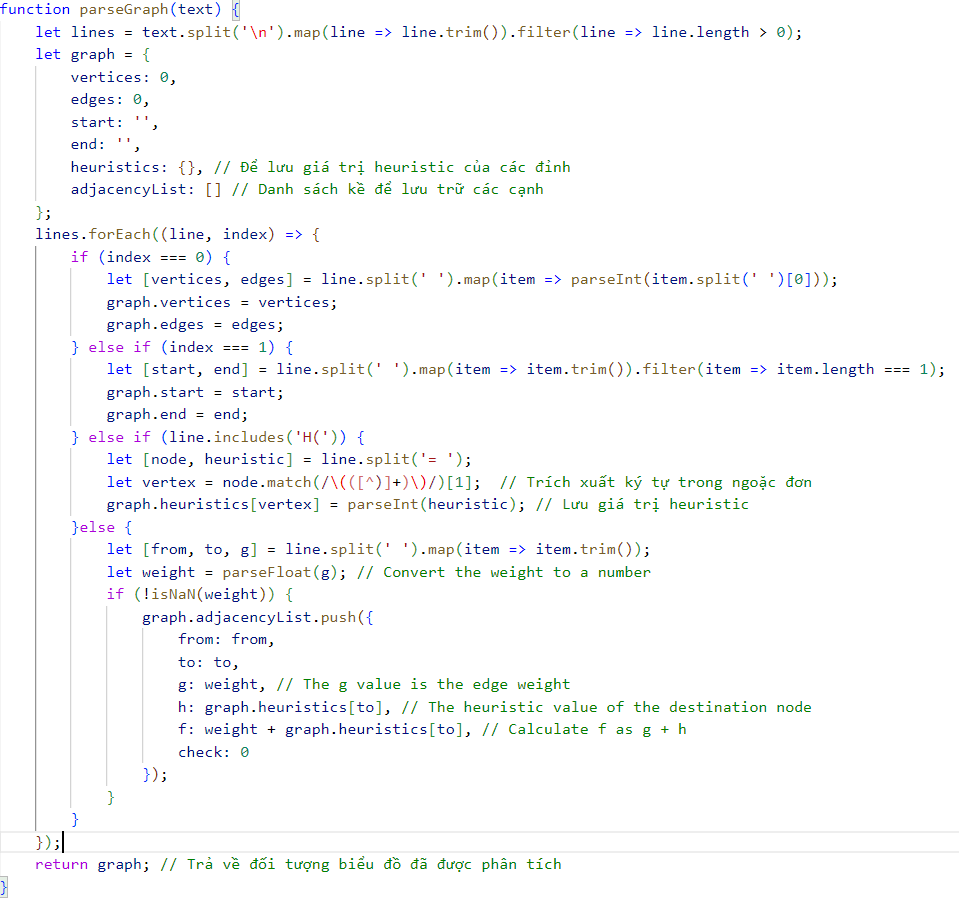 function parseGraph(text) {
    let lines = text.split('\n').map(line => line.trim()).filter(line => line.length > 0);
    let graph = {
        vertices: 0,
        edges: 0,
        start: '',
        end: '',
        heuristics: {}, // Để lưu giá trị heuristic của các đỉnh
        adjacencyList: [] // Danh sách kề để lưu trữ các cạnh
    };
    lines.forEach((line, index) => {
        if (index === 0) {
            let [vertices, edges] = line.split(' ').map(item => parseInt(item.split(' ')[0]));
            graph.vertices = vertices;
            graph.edges = edges;
        } else if (index === 1) {
            let [start, end] = line.split(' ').map(item => item.trim()).filter(item => item.length === 1);
            graph.start = start;
            graph.end = end;
        } else if (line.includes('H(')) {
            let [node, heuristic] = line.split('= ');
            let vertex = node.match(/\(([^)]+)\)/)[1];  // Trích xuất ký tự trong ngoặc đơn
            graph.heuristics[vertex] = parseInt(heuristic); // Lưu giá trị heuristic
        }else {
            let [from, to, g] = line.split(' ').map(item => item.trim());
            let weight = parseFloat(g); // Convert the weight to a number
            if (!isNaN(weight)) {
                graph.adjacencyList.push({
                    from: from,
                    to: to,
                    g: weight, // The g value is the edge weight
                    h: graph.heuristics[to], // The heuristic value of the destination node
                    f: weight + graph.heuristics[to], // Calculate f as g + h
                    check: 0
                });
            }
        }
    });
    return graph; // Trả về đối tượng biểu đồ đã được phân tích
}